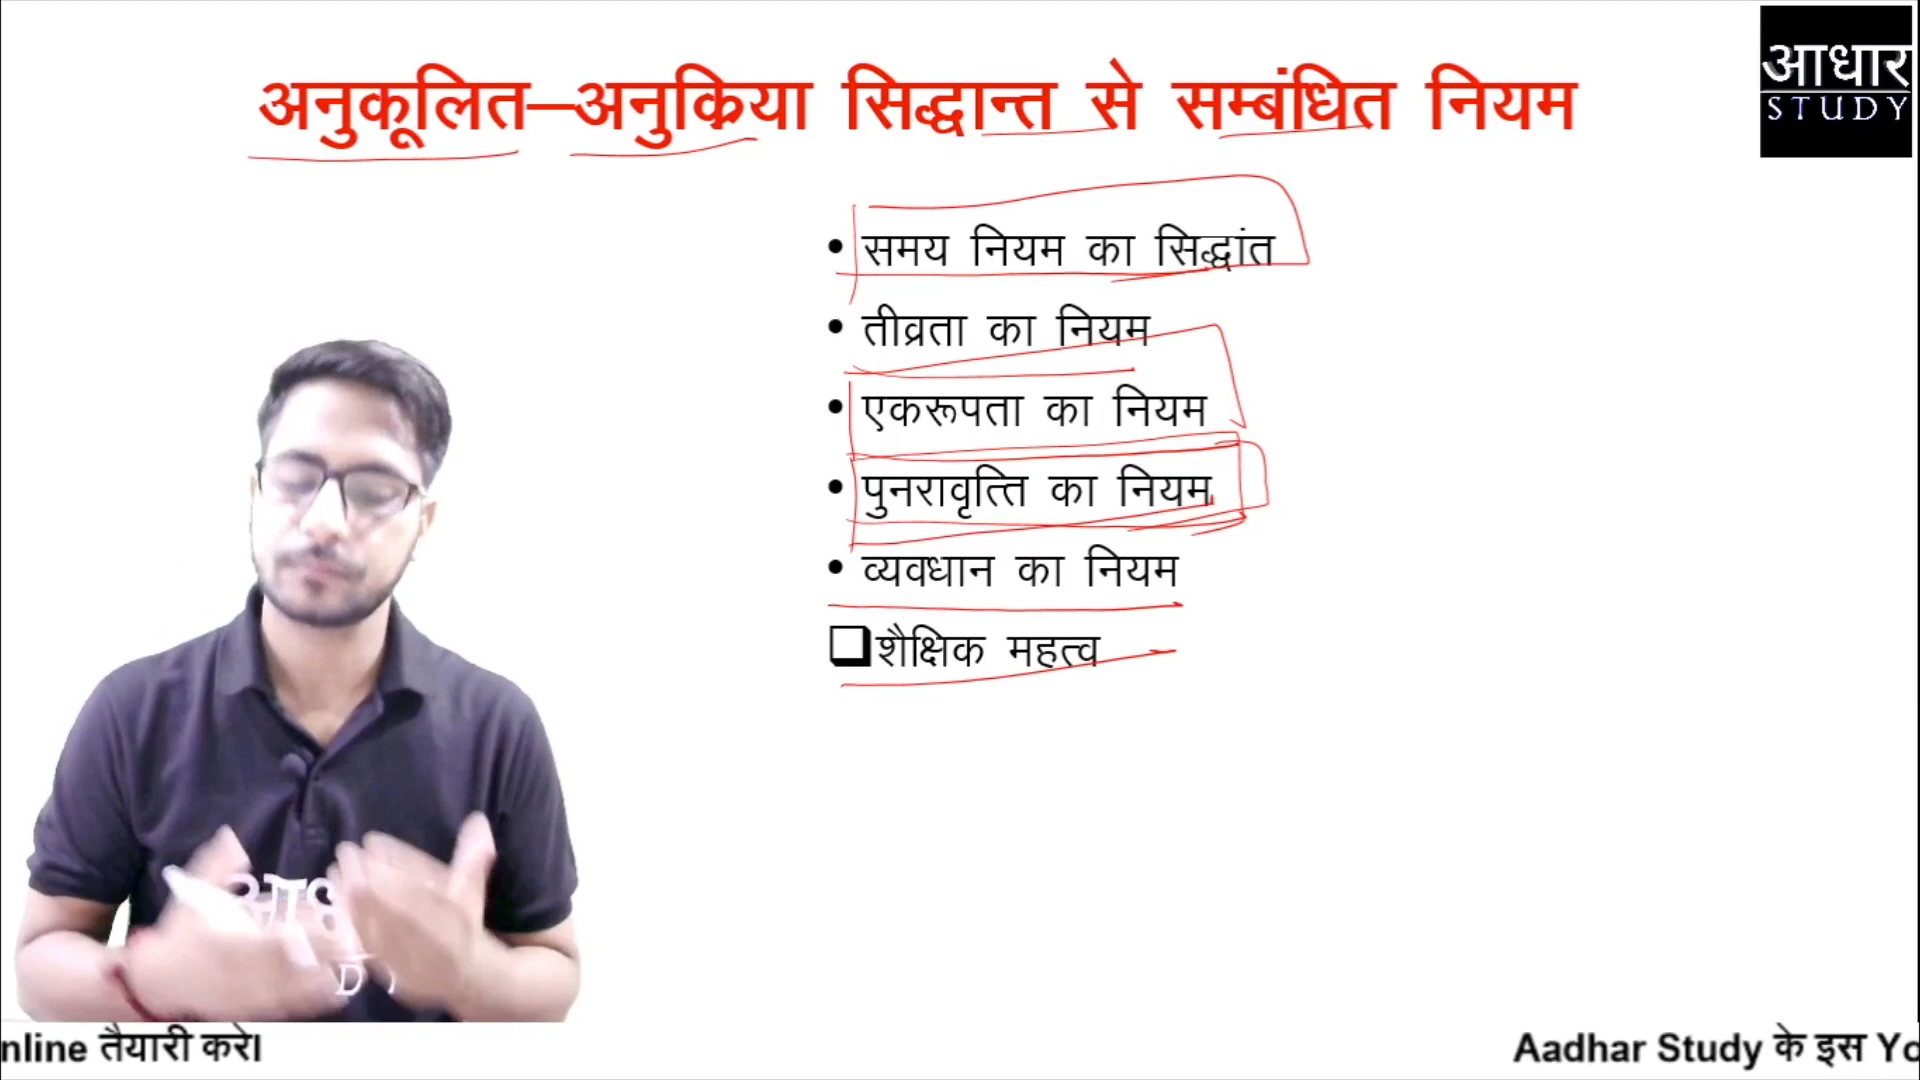 अनुकूलित–अनुक्रिया सिद्धान्त से सम्बंधित नियम
आधार
STUDY
• समय नियम का सिद्धांत
• तीव्रता का नियम
• एकरूपता का नियम
• पुनरावृत्ति का नियम
• व्यवधान का नियम
❑शैक्षिक महत्व
nline तैयारी करे।
Aadhar Study के इस Yo